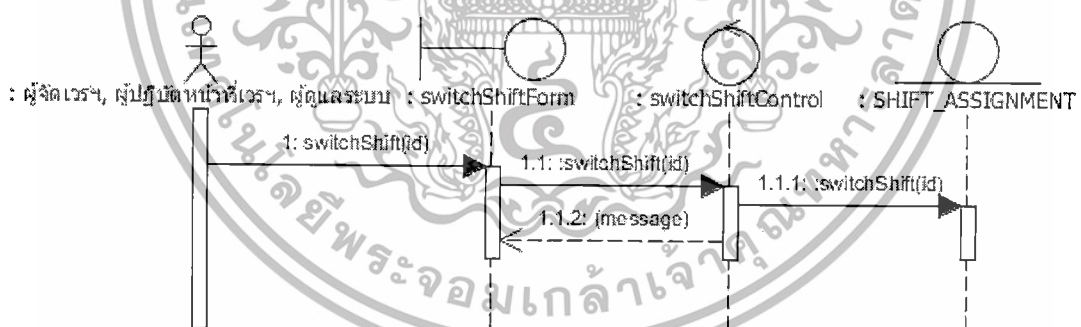 : ผู้จัดเวรฯ, ผู้ปฏิบัติหน้าที่เวรฯ, ผู้ดูแลระบบ : switchShiftForm : switchShiftControl : SHIFT_ASSIGNMENT
1: switchShift(id)
1.1: :switchShift(id)
1.1.1: :switchShift(id)
1.1.2: (message)